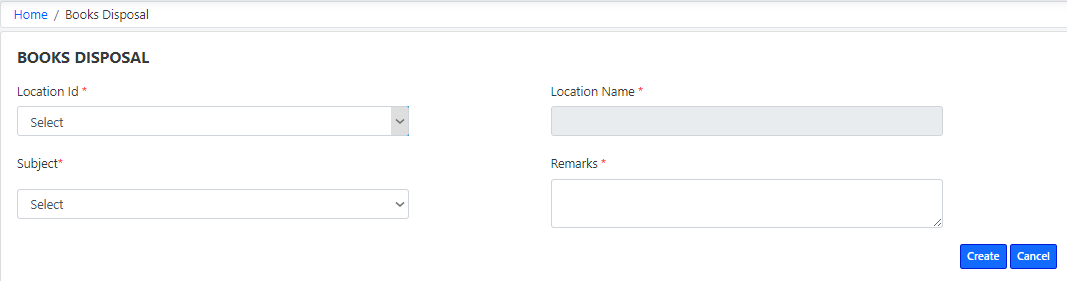 Home / Books Disposal
BOOKS DISPOSAL
Location Id *
Location Name *
Select
Subject*
Remarks *
Select
Create Cancel